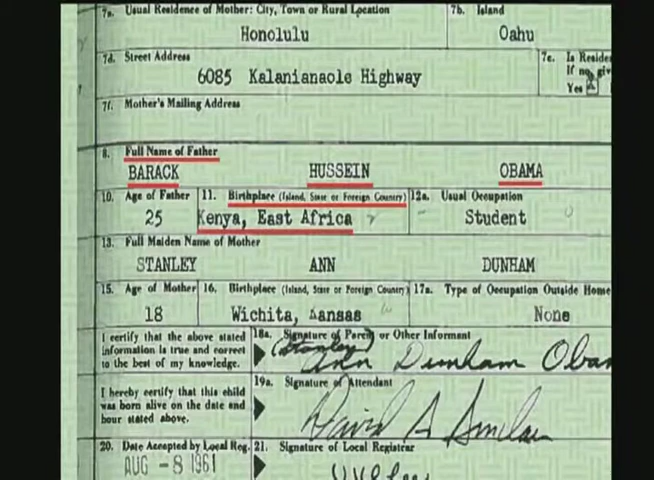 7a. Usual Residence of Mother: City, Town or Rural Location 7b. Island
Honolulu Oahu
7d. Street Address 7e. Is Reside
If no, giv
6085 Kalanianaole Highway Yes
7f. Mother's Mailing Address
8. Full Name of Father
BARACK HUSSEIN OBAMA
10. Age of Father 11. Birthplace (Island, State or Foreign Country) 12a. Usual Occupation
25 Kenya, East Africa Student
13. Full Maiden Name of Mother
STANLEY ANN DUNHAM
15. Age of Mother 16. Birthplace (Island, State or Foreign Country) 17a. Type of Occupation Outside Home
18 Wichita, Kansas None
I certify that the above stated
information is true and correct
to the best of my knowledge.
18a. Signature of Parent or Other Informant
(Stanley) Ann Dunham Oba
I hereby certify that this child
was born alive on the date and
hour stated above.
19a. Signature of Attendant
David A Sinclair
20. Date Accepted by Local Reg. 21. Signature of Local Registrar
AUG -8 1961